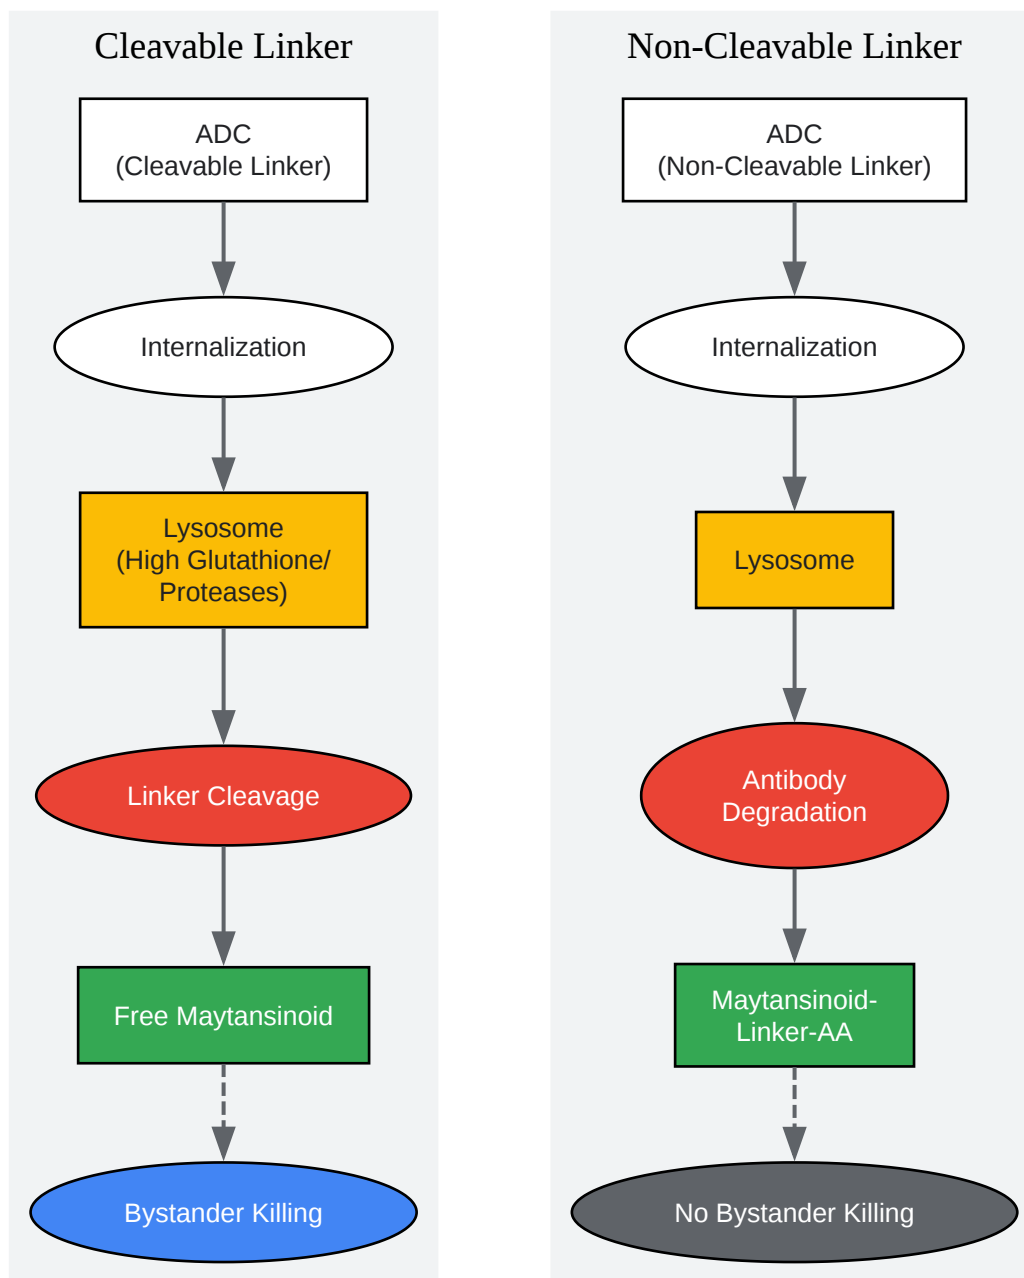 Cleavable Linker
ADC
(Cleavable Linker)
Internalization
Lysosome
(High Glutathione/
Proteases)
Linker Cleavage
Free Maytansinoid
Bystander Killing
Non-Cleavable Linker
ADC
(Non-Cleavable Linker)
Internalization
Lysosome
Antibody
Degradation
Maytansinoid-
Linker-AA
No Bystander Killing